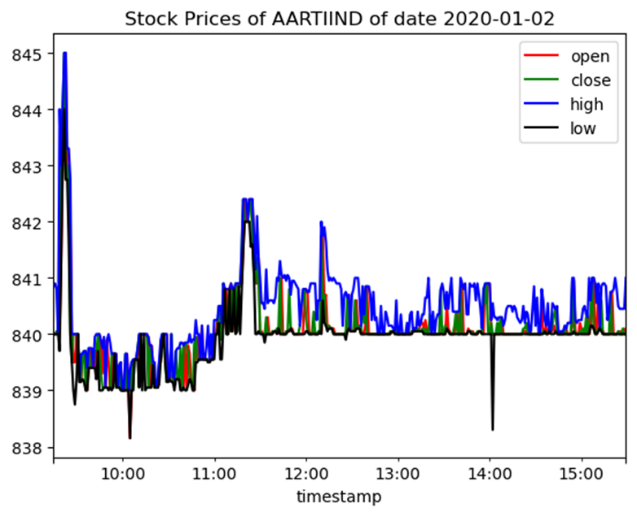 Stock Prices of AARTIIND of date 2020-01-02
845
844
843
842
841
840
839
838
open
close
high
low
10:00 11:00 12:00 13:00 14:00 15:00
timestamp